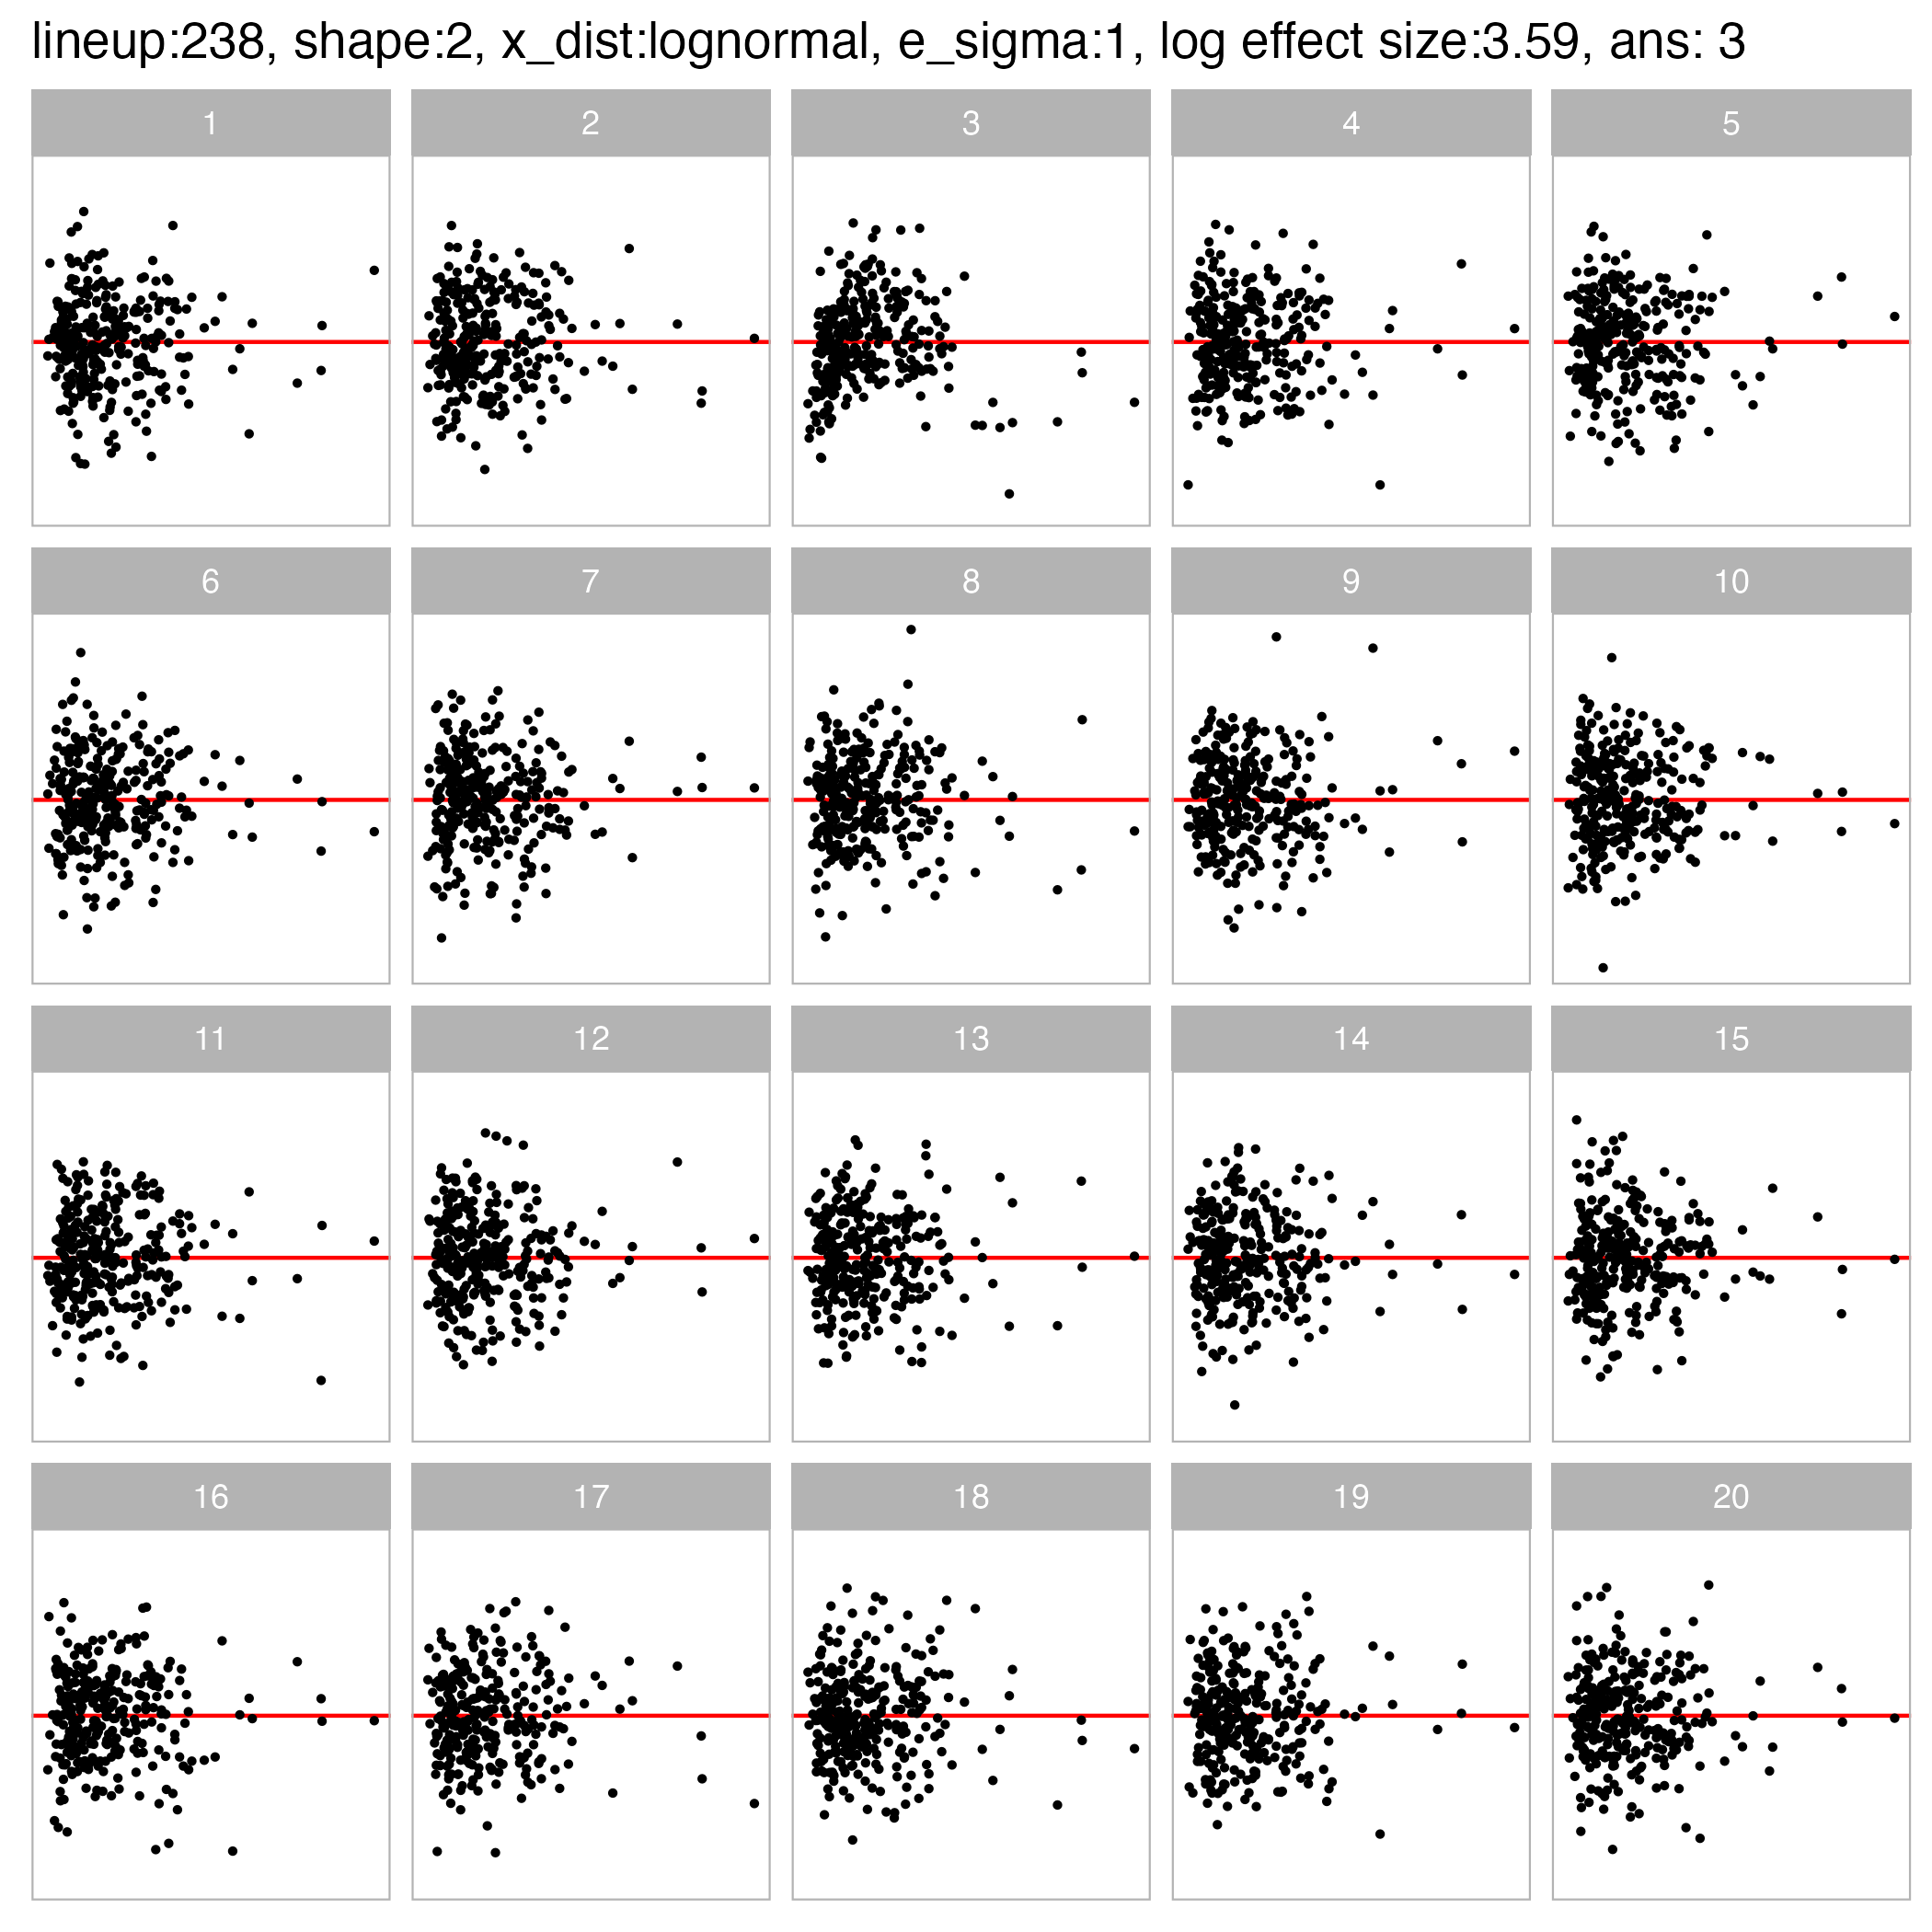 lineup:238, shape:2, x_dist:lognormal, e_sigma:1, log effect size:3.59, ans: 3
1 2 3 4 5
6 7 8 9 10
11 12 13 14 15
16 17 18 19 20